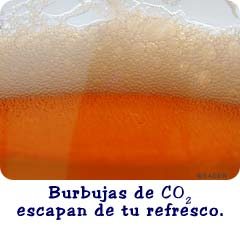 Burbujas de CO₂
escapan de tu refresco.